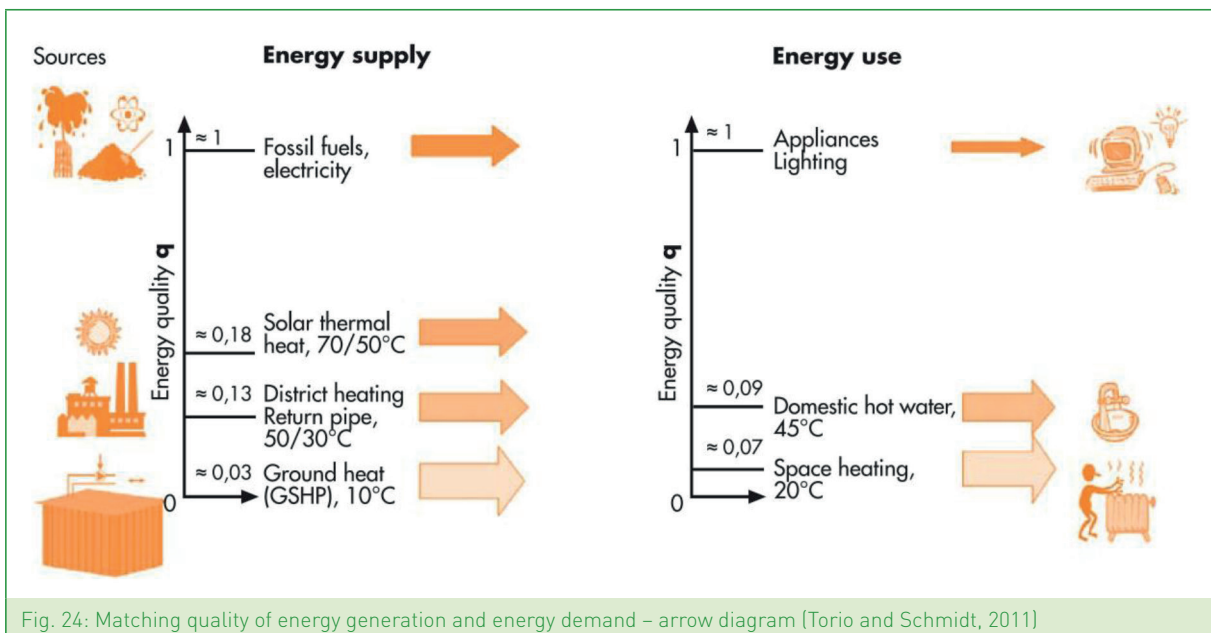 Sources
Energy supply
Energy quality q
1
0
≈ 1
Fossil fuels,
electricity
≈ 0,18
Solar thermal
heat, 70/50°C
≈ 0,13
District heating
Return pipe,
50/30°C
≈ 0,03
Ground heat
(GSHP), 10°C
Energy use
Energy quality q
1
0
≈ 1
Appliances
Lighting
≈ 0,09
Domestic hot water,
45°C
≈ 0,07
Space heating,
20°C
Fig. 24: Matching quality of energy generation and energy demand – arrow diagram (Torio and Schmidt, 2011)